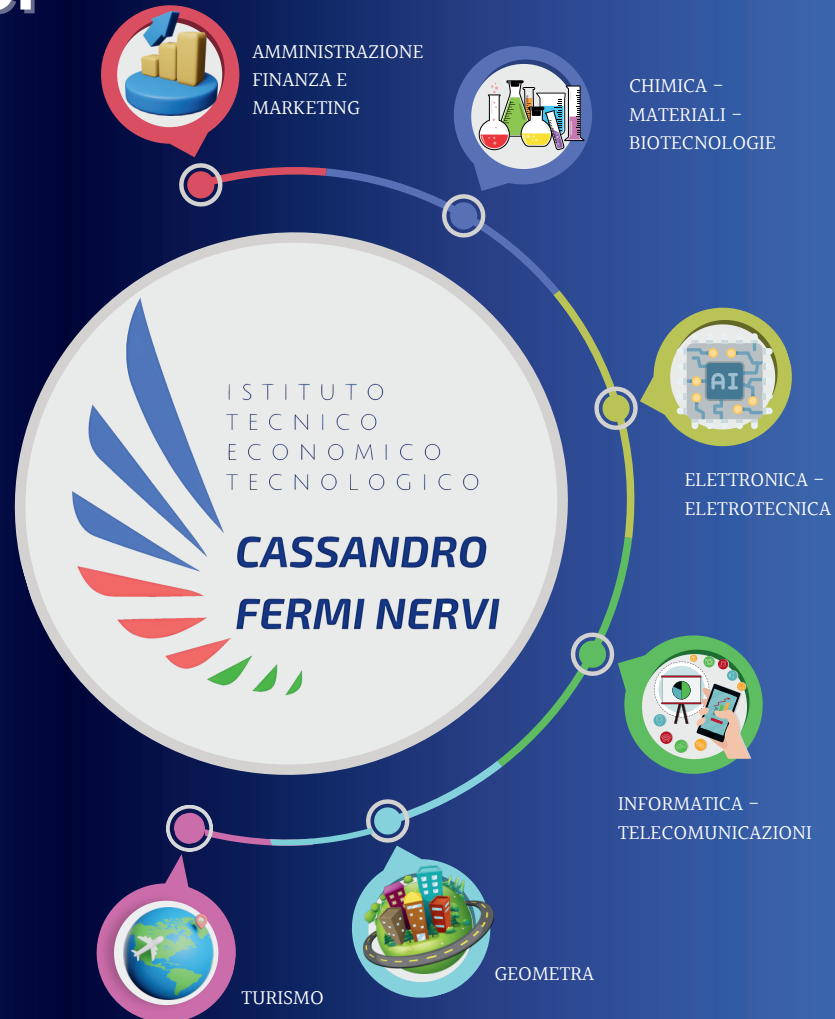 AMMINISTRAZIONE
FINANZA E
MARKETING
CHIMICA –
MATERIALI –
BIOTECNOLOGIE
ISTITUTO
TECNICO
ECONOMICO
TECNOLOGICO
CASSANDRO
FERMI NERVI
AI
ELETTRONICA –
ELETROTECNICA
INFORMATICA –
TELECOMUNICAZIONI
GEOMETRA
TURISMO